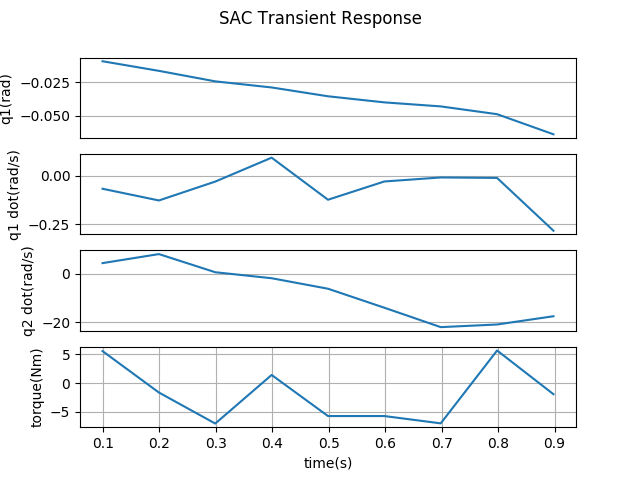 SAC Transient Response
q1(rad)
−0.025
−0.050
q1 dot(rad/s)
0.00
−0.25
q2 dot(rad/s)
0
−20
torque(Nm)
5
0
−5
0.1 0.2 0.3 0.4 0.5 0.6 0.7 0.8 0.9
time(s)